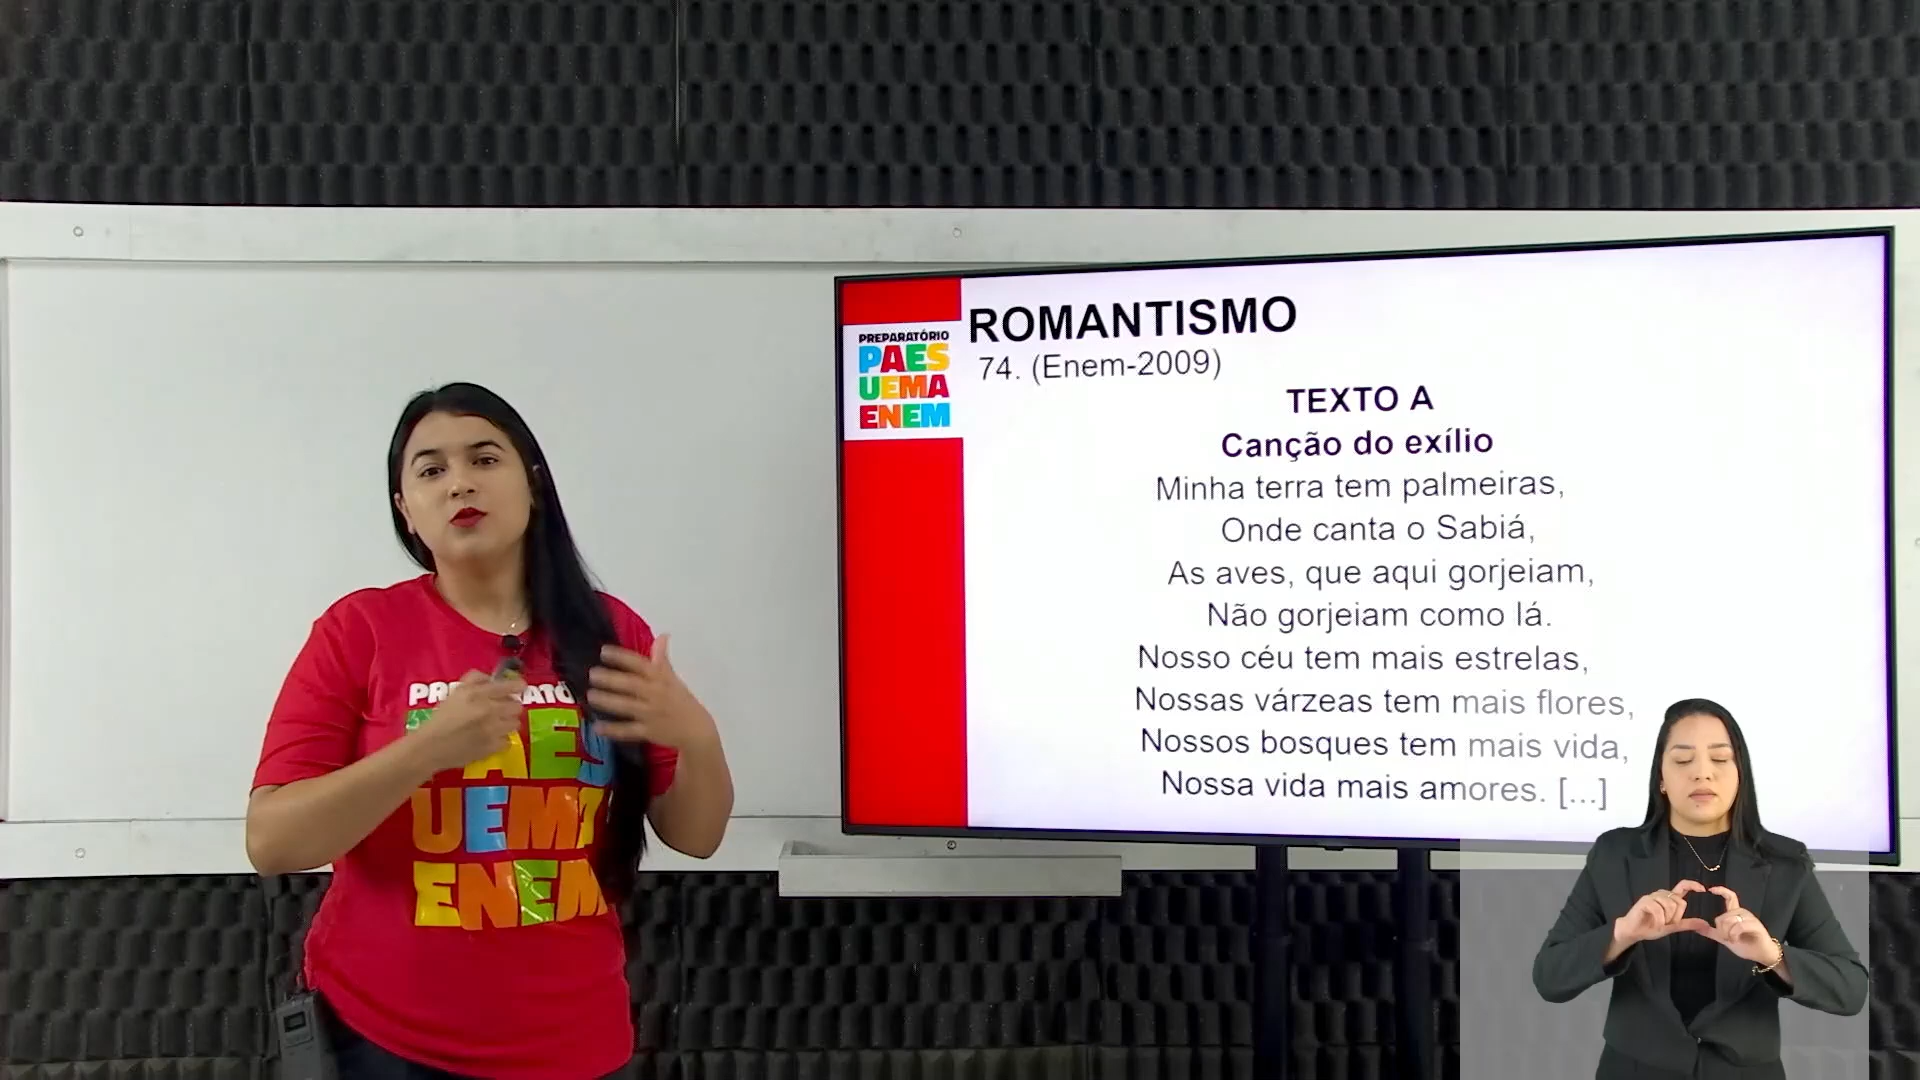 ROMANTISMO
74. (Enem-2009)
PREPARATÓRIO
PAES
UEMA
ENEM
TEXTO A
Canção do exílio
Minha terra tem palmeiras,
Onde canta o Sabiá,
As aves, que aqui gorjeiam,
Não gorjeiam como lá.
Nosso céu tem mais estrelas,
Nossas várzeas tem mais flores,
Nossos bosques tem mais vida,
Nossa vida mais amores. [...]
UEMA
ENEM